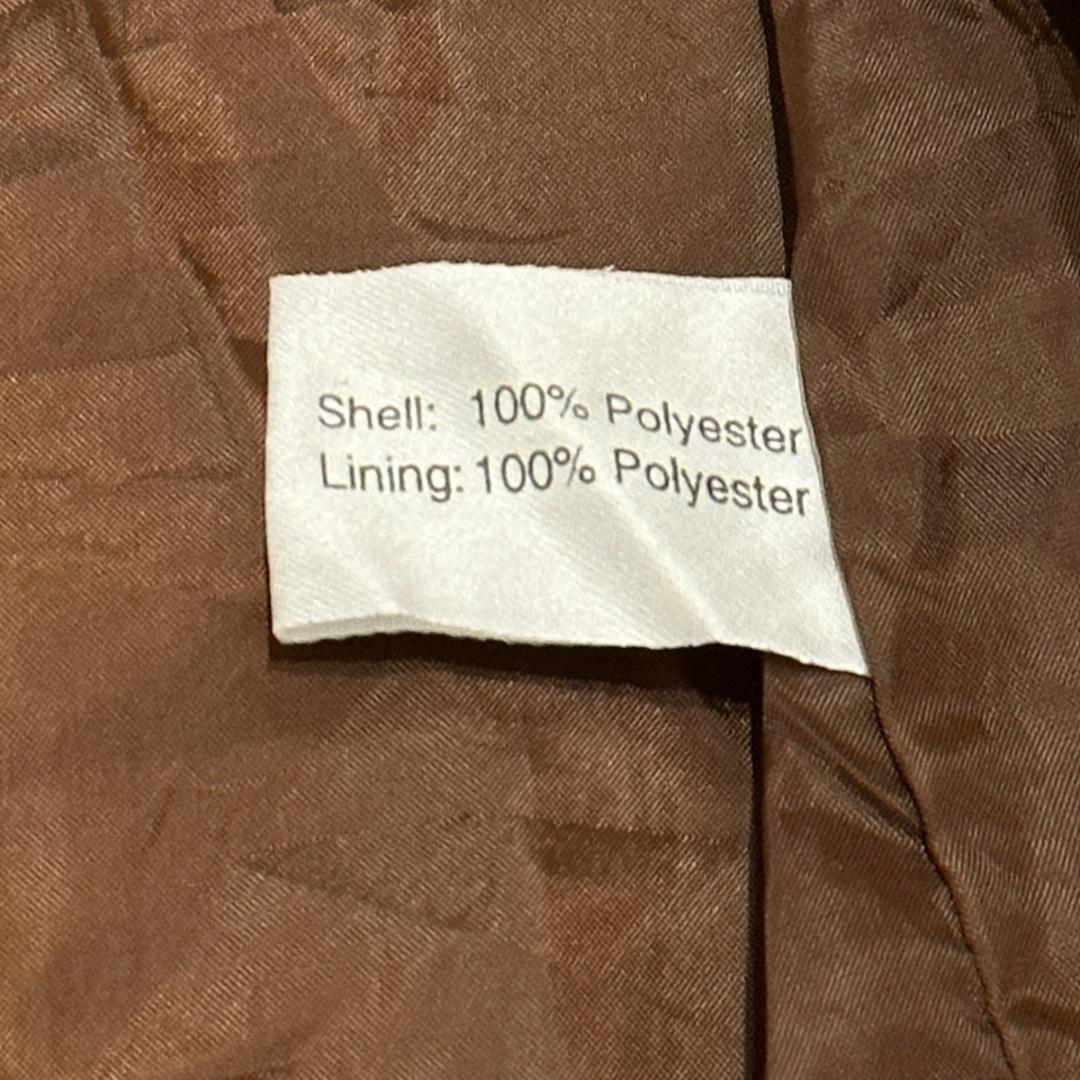 Shell: 100% Polyester
Lining: 100% Polyester